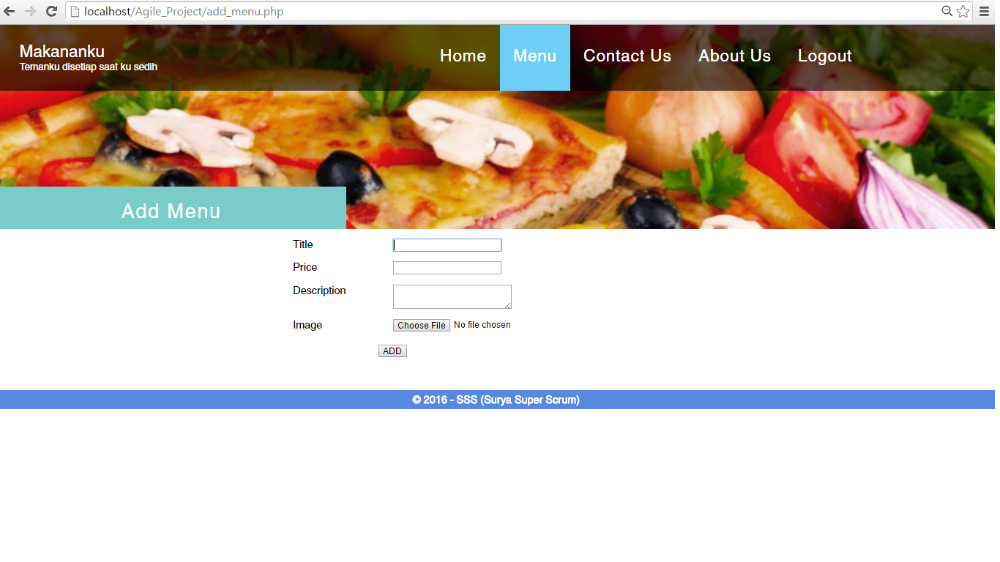 localhost/Agile_Project/add_menu.php
Makananku
Temanku disetiap saat ku sedih
Home Menu Contact Us About Us Logout
Add Menu
Title
Price
Description
Image Choose File No file chosen
ADD
© 2016 - SSS (Surya Super Scrum)